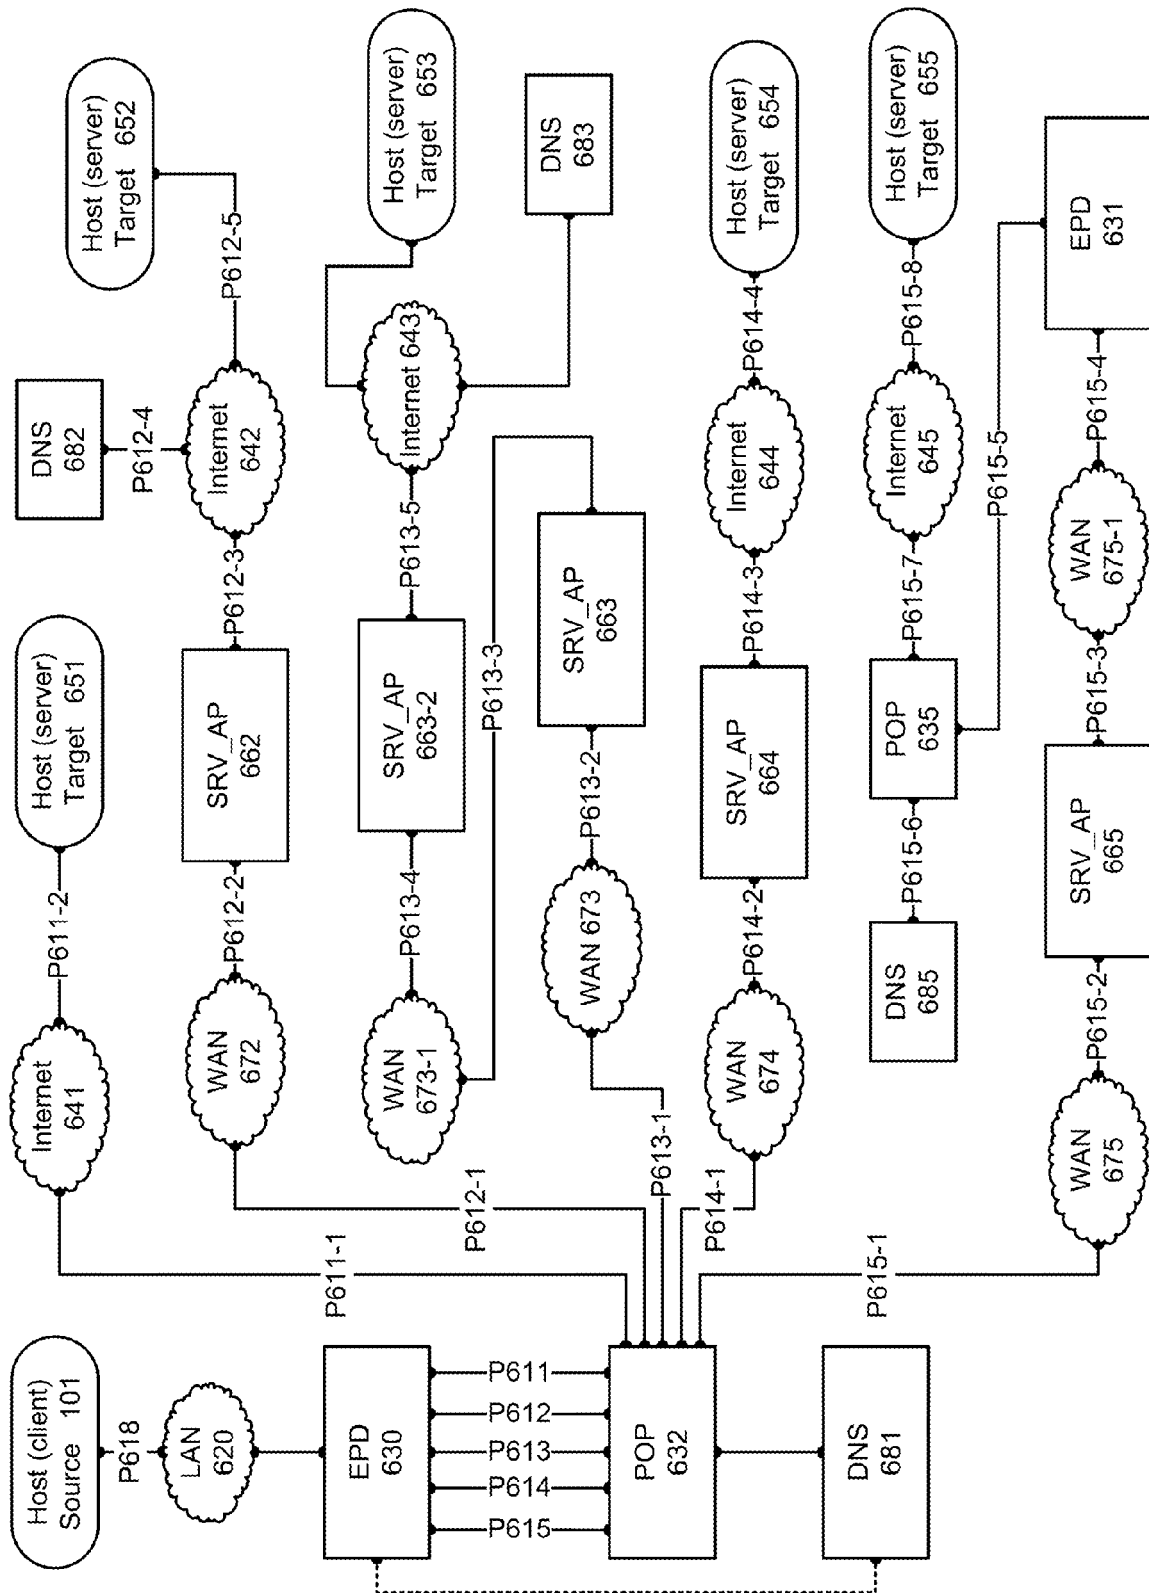 Host (client)
Source 101
P618
LAN
620
EPD
630
P611
P612
P613
P614
P615
POP
632
DNS
681
P611-1
Internet
641
P611-2
Host (server)
Target 651
P612-1
WAN
672
P612-2
SRV_AP
662
P612-3
Internet
642
P612-4
DNS
682
P612-5
Host (server)
Target 652
P613-1
WAN 673
P613-2
SRV_AP
663
P613-3
WAN
673-1
P613-4
SRV_AP
663-2
P613-5
Internet 643
Host (server)
Target 653
DNS
683
P614-1
WAN
674
P614-2
SRV_AP
664
P614-3
Internet
644
P614-4
Host (server)
Target 654
P615-1
WAN
675
P615-2
SRV_AP
665
P615-3
WAN
675-1
P615-4
EPD
631
P615-5
POP
635
P615-6
DNS
685
P615-7
Internet
645
P615-8
Host (server)
Target 655